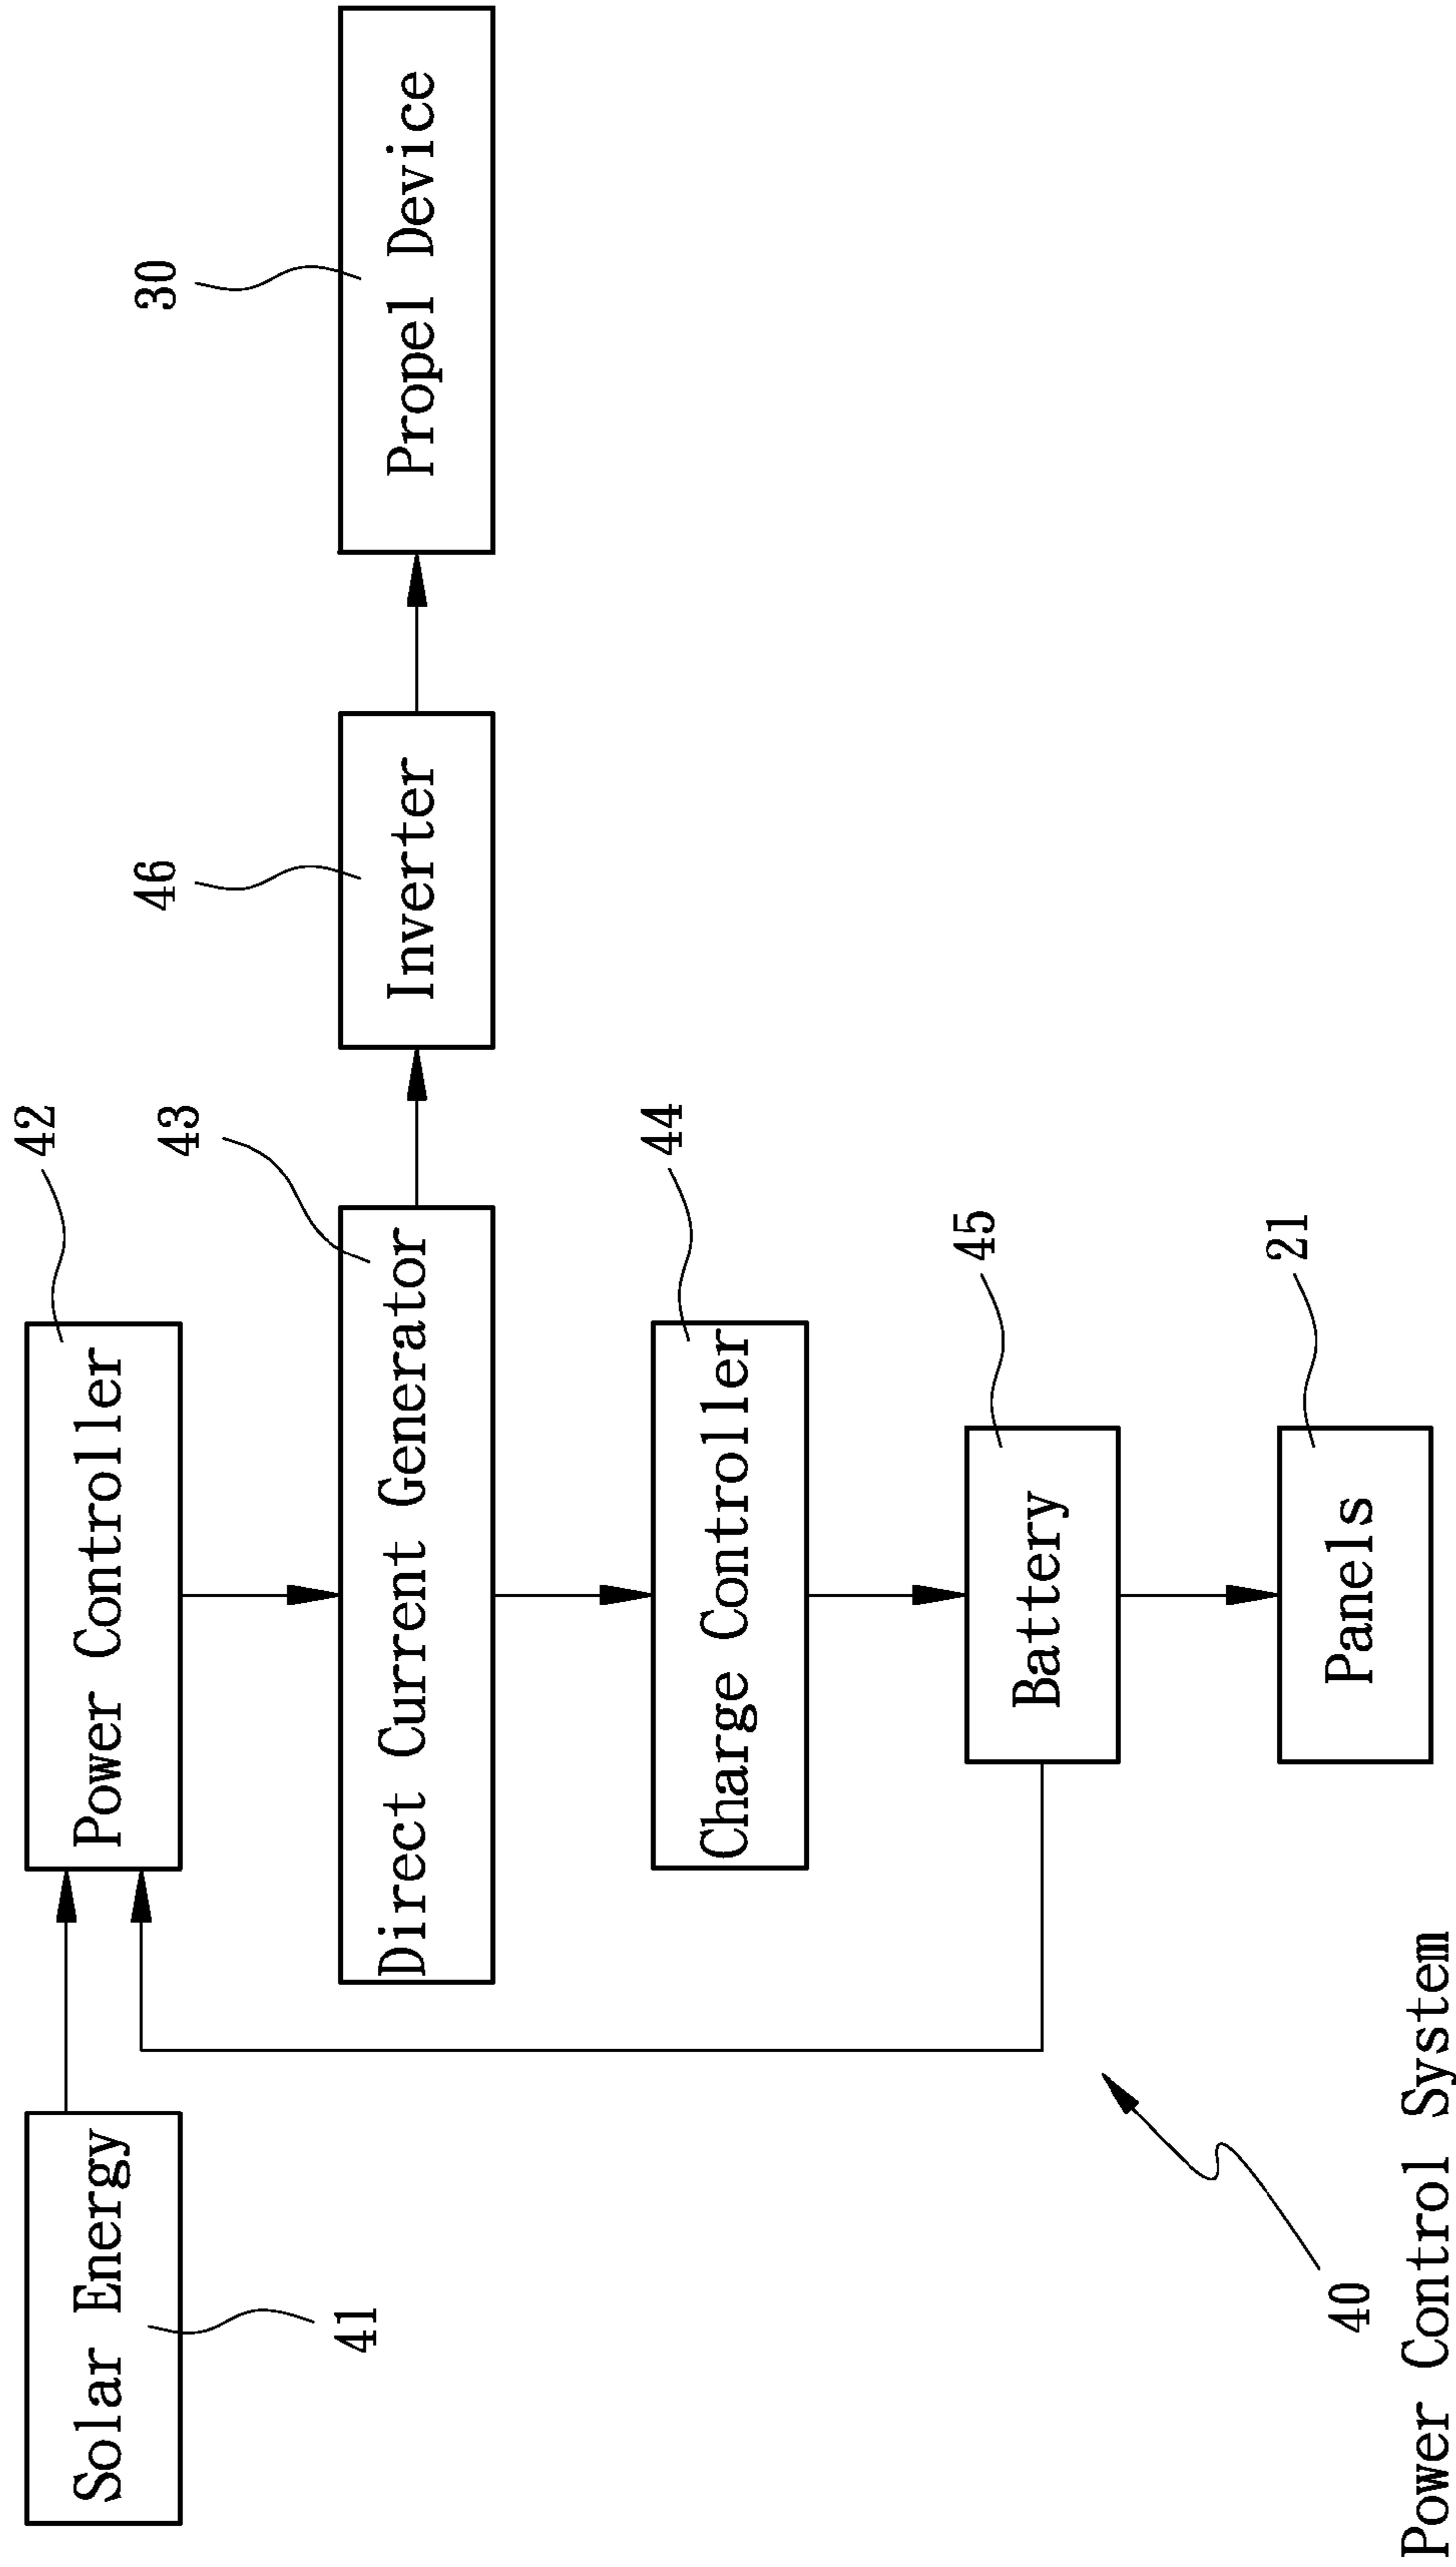 42
Solar Energy
Power Controller
41
43
46
30
Direct Current Generator
Inverter
Propel Device
44
Charge Controller
45
Battery
40
21
Panels
Power Control System